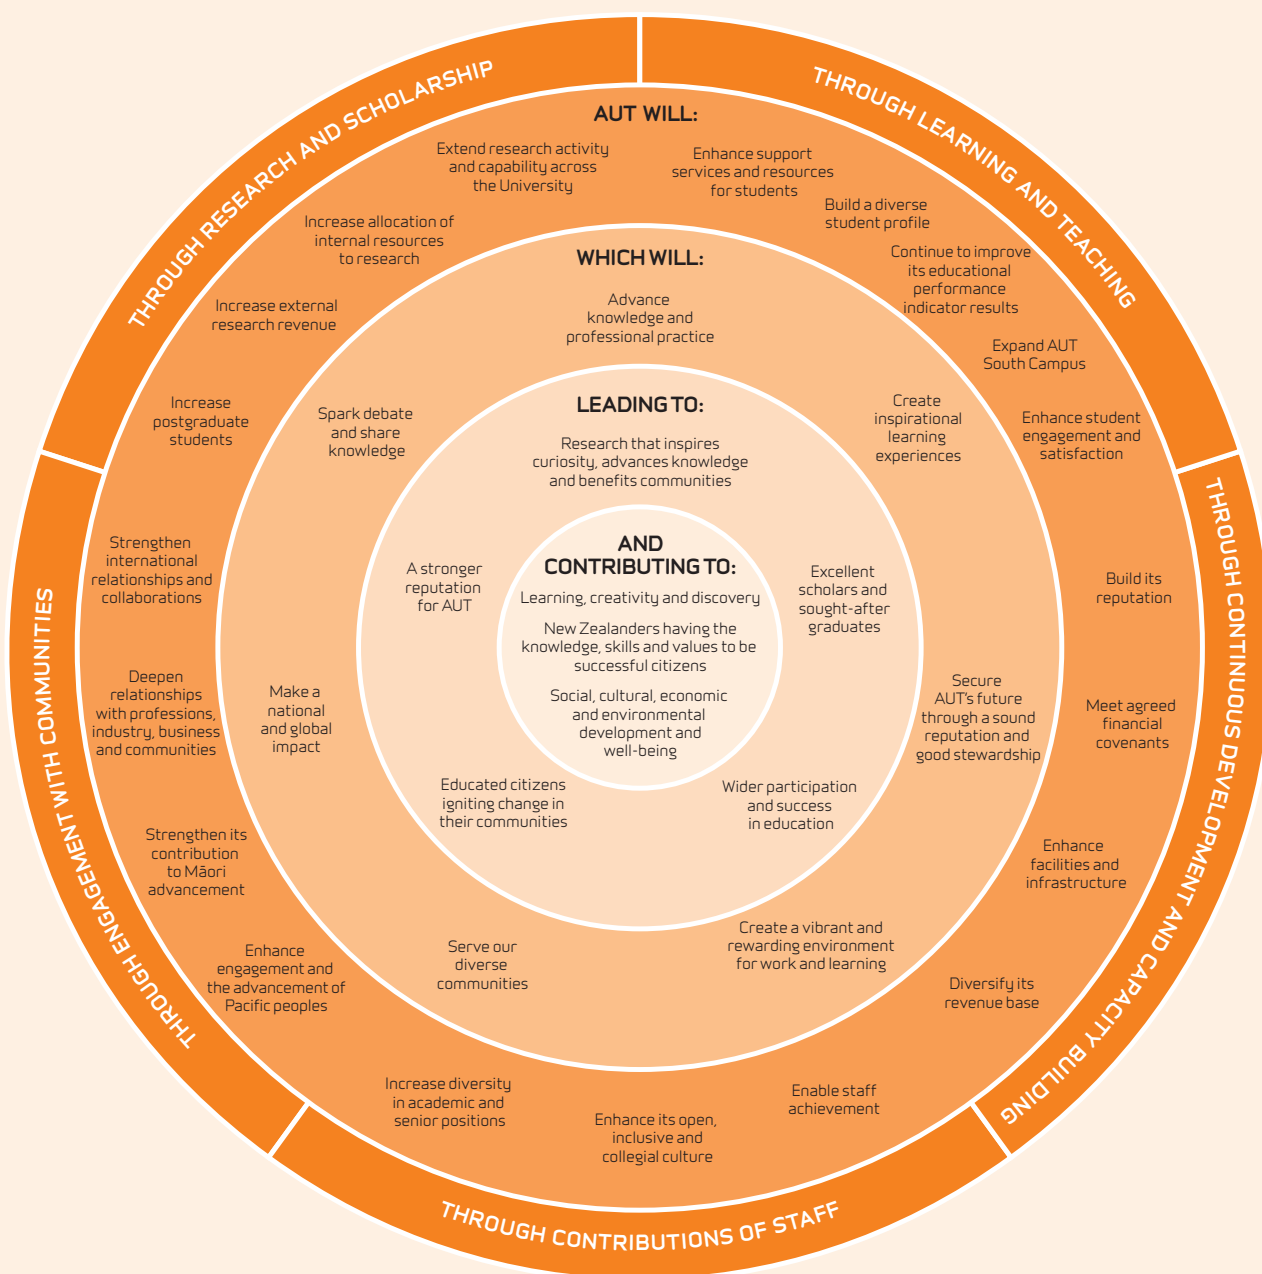 THROUGH RESEARCH AND SCHOLARSHIP
THROUGH LEARNING AND TEACHING
THROUGH CONTINUOUS DEVELOPMENT AND CAPACITY BUILDING
THROUGH CONTRIBUTIONS OF STAFF
THROUGH ENGAGEMENT WITH COMMUNITIES
AUT WILL:
Extend research activity
and capability across
the University
Increase allocation of
internal resources
to research
Increase external
research revenue
Increase
postgraduate
students
Enhance support
services and resources
for students
Build a diverse
student profile
Continue to improve
its educational
performance
indicator results
Expand AUT
South Campus
Enhance student
engagement and
satisfaction
Build its
reputation
Meet agreed
financial
covenants
Enhance
facilities and
infrastructure
Diversify its
revenue base
Enable staff
achievement
Enhance its open,
inclusive and
collegial culture
Increase diversity
in academic and
senior positions
Enhance
engagement and
the advancement of
Pacific peoples
Strengthen its
contribution
to Māori
advancement
Deepen
relationships
with professions,
industry, business
and communities
Strengthen
international
relationships and
collaborations
WHICH WILL:
Advance
knowledge and
professional practice
Create
inspirational
learning
experiences
Secure
AUT's future
through a sound
reputation and
good stewardship
Create a vibrant and
rewarding environment
for work and learning
Serve our
diverse
communities
Make a
national
and global
impact
Spark debate
and share
knowledge
LEADING TO:
Research that inspires
curiosity, advances knowledge
and benefits communities
Excellent
scholars and
sought-after
graduates
Wider participation
and success
in education
Educated citizens
igniting change in
their communities
A stronger
reputation
for AUT
AND
CONTRIBUTING TO:
Learning, creativity and discovery
New Zealanders having the
knowledge, skills and values to be
successful citizens
Social, cultural, economic
and environmental
development and
well-being